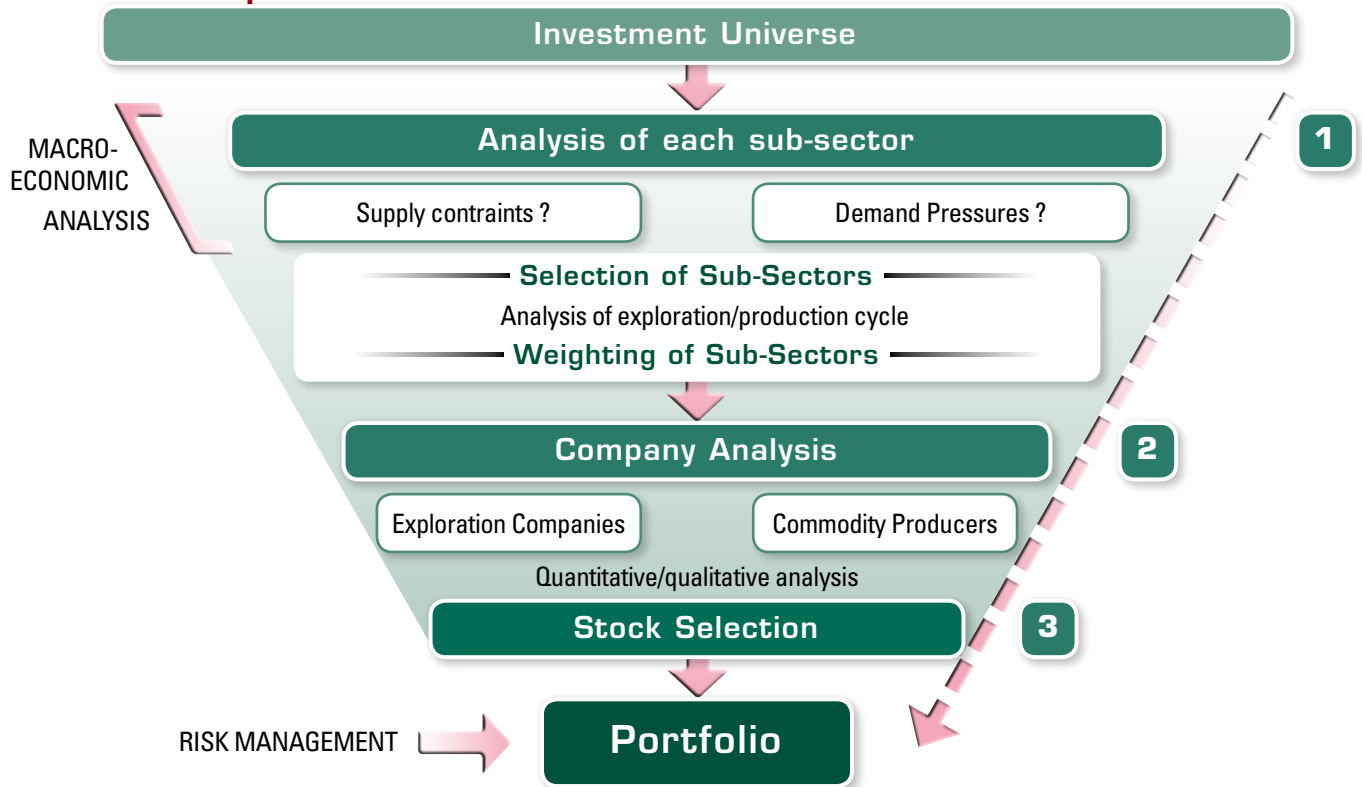 Investment Universe
Analysis of each sub-sector
1
MACRO-
ECONOMIC
ANALYSIS
Supply contraints ?
Demand Pressures ?
Selection of Sub-Sectors
Analysis of exploration/production cycle
Weighting of Sub-Sectors
Company Analysis
2
Exploration Companies
Commodity Producers
Quantitative/qualitative analysis
Stock Selection
3
RISK MANAGEMENT
Portfolio